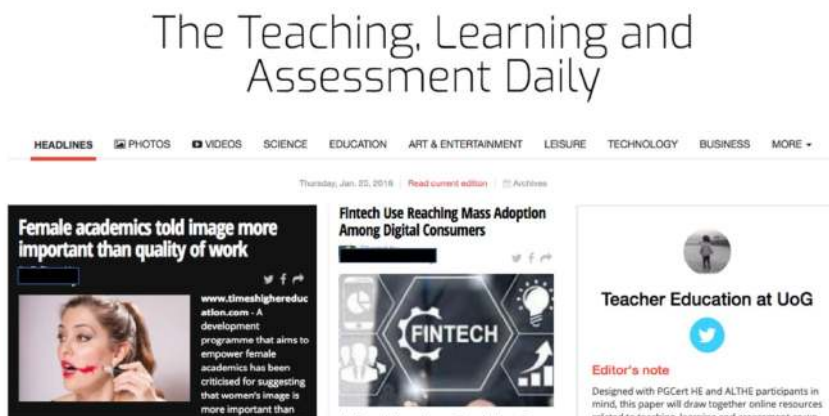 The Teaching, Learning and
Assessment Daily
HEADLINES PHOTOS VIDEOS SCIENCE EDUCATION ART & ENTERTAINMENT LEISURE TECHNOLOGY BUSINESS MORE
Thursday, Jan. 2016 Read current edition Archives
Female academics told image more
important than quality of work
www.timeshighereduc
ation.com - A
development
programme that aims to
empower female
academics has been
criticised for suggesting
that women's image is
more important than
Fintech Use Reaching Mass Adoption
Among Digital Consumers
FINTECH
Teacher Education at UoG
Editor's note
Designed with PGCert HE and ALTHE participants in
mind, this paper will draw together online resources